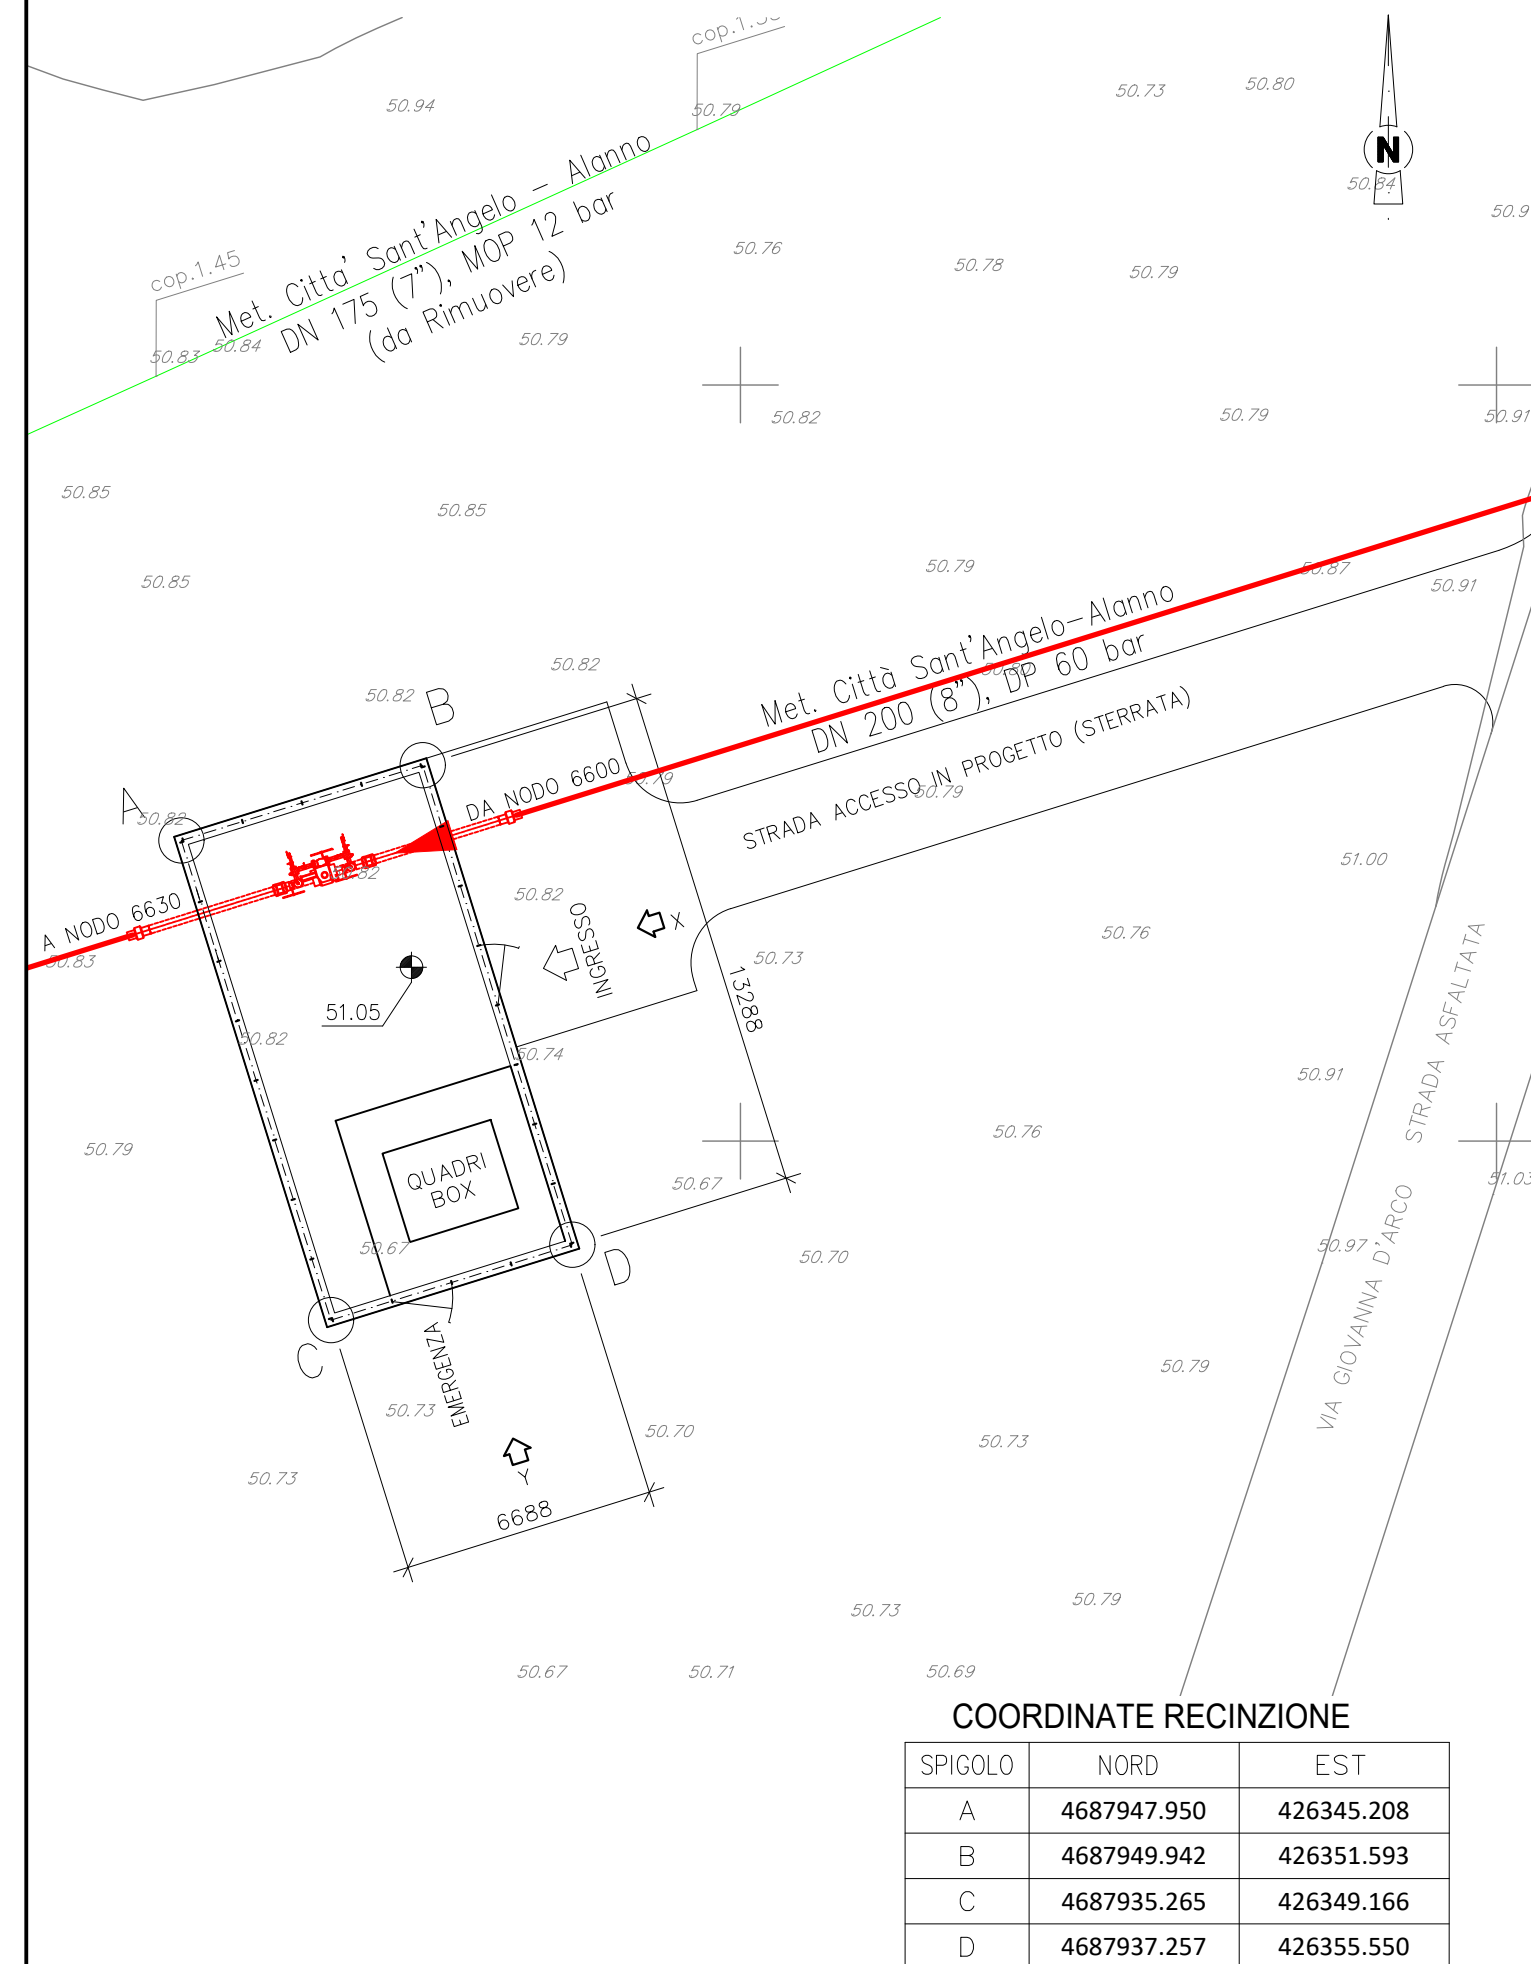 50.94
50.79
50.73
50.80
N
50.84
50.76
50.78
50.79
cop.1.45
Met. Citta' Sant'Angelo - Alanno
DN 175 (7"), MOP 12 bar
(da Rimuovere)
50.83
50.84
50.79
50.82
50.79
50.91
50.85
50.85
50.85
50.79
50.87
50.91
50.82
50.82
Met. Città Sant'Angelo-Alanno
DN 200 (8"), DP 60 bar
STRADA ACCESSO IN PROGETTO (STERRATA)
50.79
50.79
B
A
50.82
DA NODO 6600
A NODO 6630
50.83
50.82
INGRESSO
X
51.00
50.76
50.73
13288
51.05
50.82
50.74
50.91
50.76
50.79
50.67
QUADRI
BOX
50.67
D
C
50.70
50.97
STRADA ASFALTATA
VIA GIOVANNA D'ARCO
EMERGENZA
50.73
50.79
50.70
50.73
50.73
Y
6688
50.73
50.79
50.67
50.71
50.69
COORDINATE RECINZIONE
SPIGOLO NORD EST
A 4687947.950 426345.208
B 4687949.942 426351.593
C 4687935.265 426349.166
D 4687937.257 426355.550